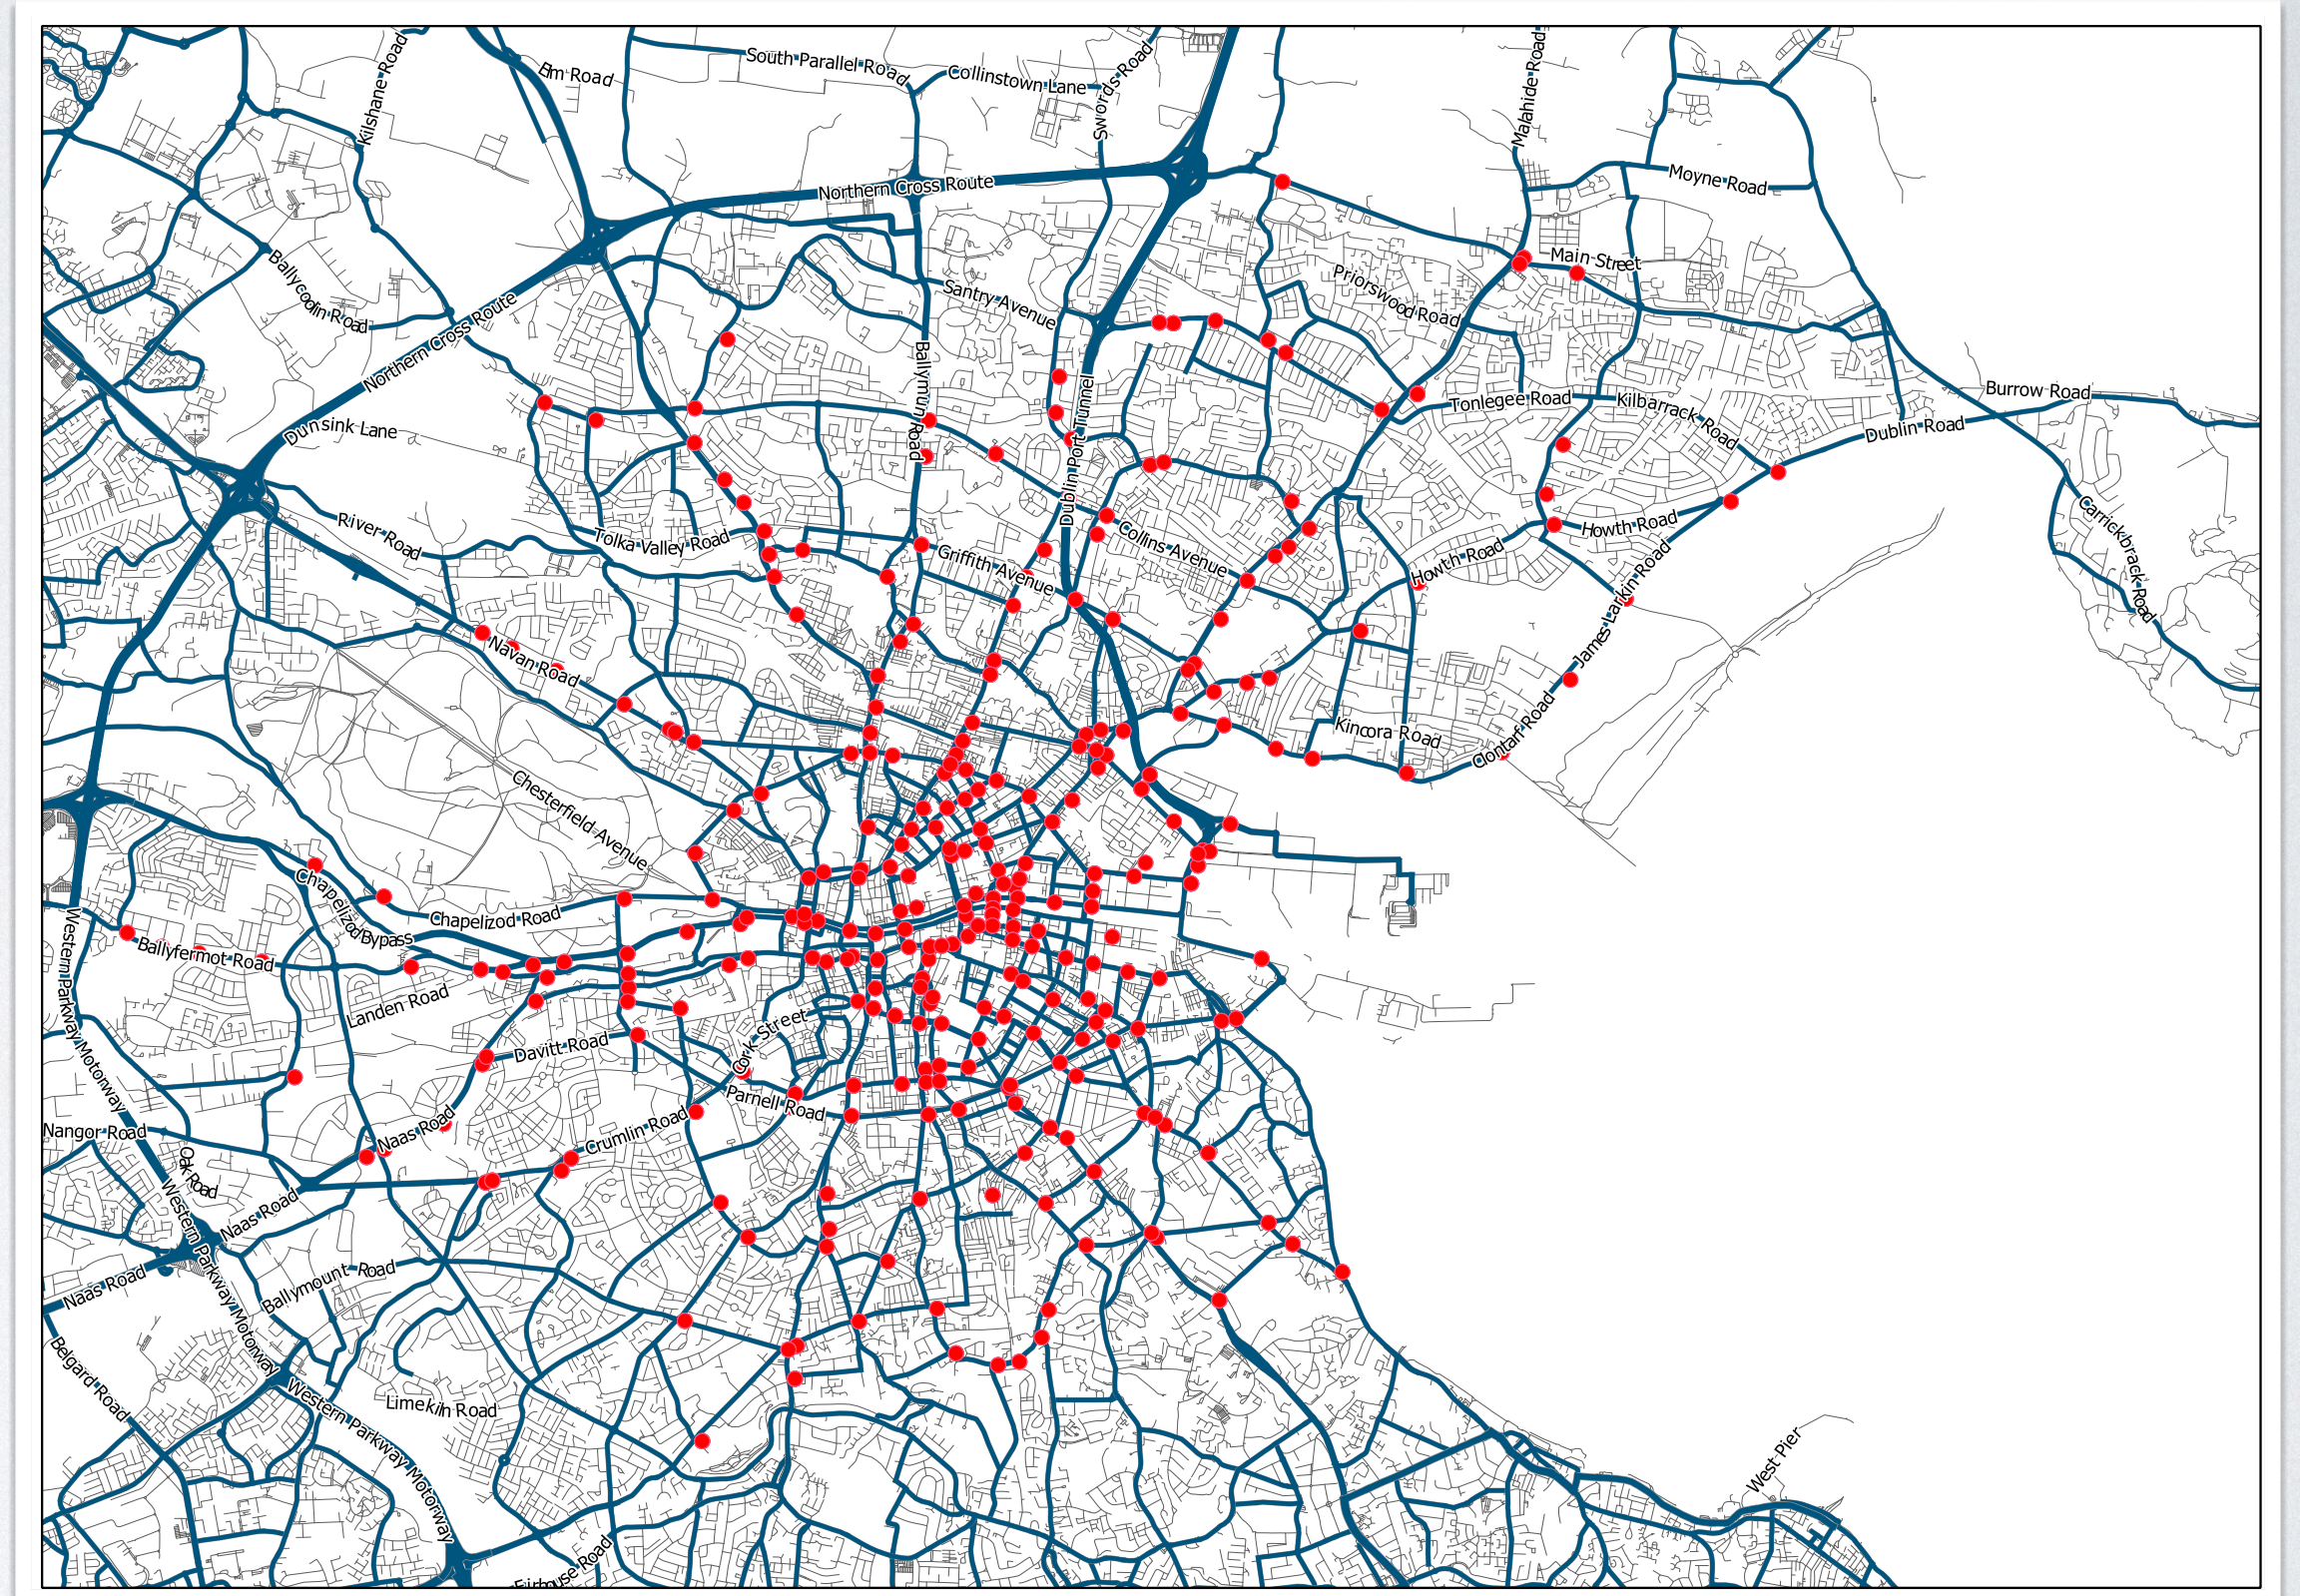 Kilshane Road
Elm Road
South Parallel Road
Collinstown Lane
Swords Road
Malahide Road
Moyne Road
Northern Cross Route
Main Street
Priorswood Road
Santry Avenue
Ballycoolin Road
Northern Cross Route
Ballymun Road
Dublin Port Tunnel
Tonlegee Road
Kilbarrack Road
Burrow Road
Dublin Road
Dunsink Lane
River Road
Tolka Valley Road
Griffith Avenue
Collins Avenue
Howth Road
Howth Road
Carrickbrack Road
James Larkin Road
Navan Road
Kincora Road
Clontarf Road
Chesterfield Avenue
Chapelizod Bypass
Chapelizod Road
Ballyfermot Road
Western Parkway Motorway
Landen Road
Davitt Road
Cork Street
Parnell Road
Nangor Road
Naas Road
Crumlin Road
Oak Road
Western Parkway Motorway
Naas Road
Naas Road
Ballymount Road
Belgard Road
Western Parkway Motorway
Limekiln Road
West Pier
Firhouse Road